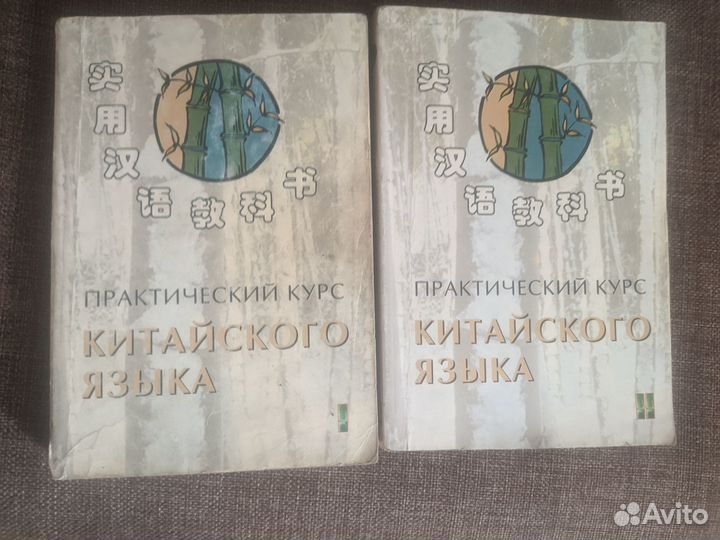 实用汉语教科书
ПРАКТИЧЕСКИЙ КУРС
КИТАЙСКОГО
ЯЗЫКА
I
实用汉语教科书
ПРАКТИЧЕСКИЙ КУРС
КИТАЙСКОГО
ЯЗЫКА
II
Avito